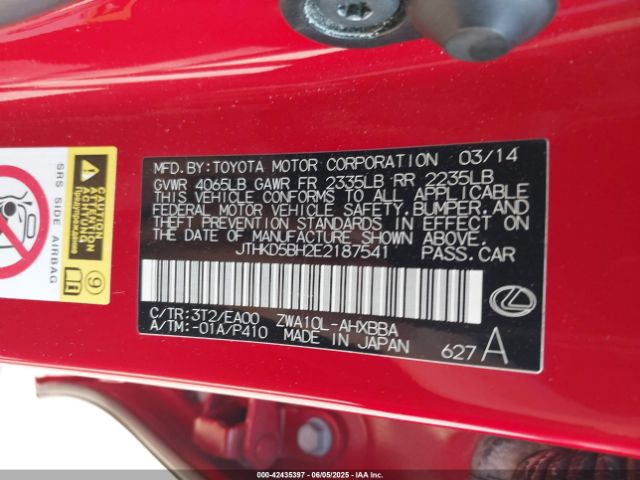 MFD. BY: TOYOTA MOTOR CORPORATION 03/14
GVWR 4065LB GAWR FR 2335LB RR 2235LB
THIS VEHICLE CONFORMS TO ALL APPLICABLE
FEDERAL MOTOR VEHICLE SAFETY, BUMPER, AND
THEFT PREVENTION STANDARDS IN EFFECT ON
THE DATE OF MANUFACTURE SHOWN ABOVE.
JTHKD5BH2E2187541 PASS.CAR
C/TR: 3T2/EA00 ZWA10L-AHXBBA
A/TM: -01A/P410 MADE IN JAPAN
627 A
SRS SIDE AIRBAG
9
000-42435397 - 06/05/2025 - IAA Inc.